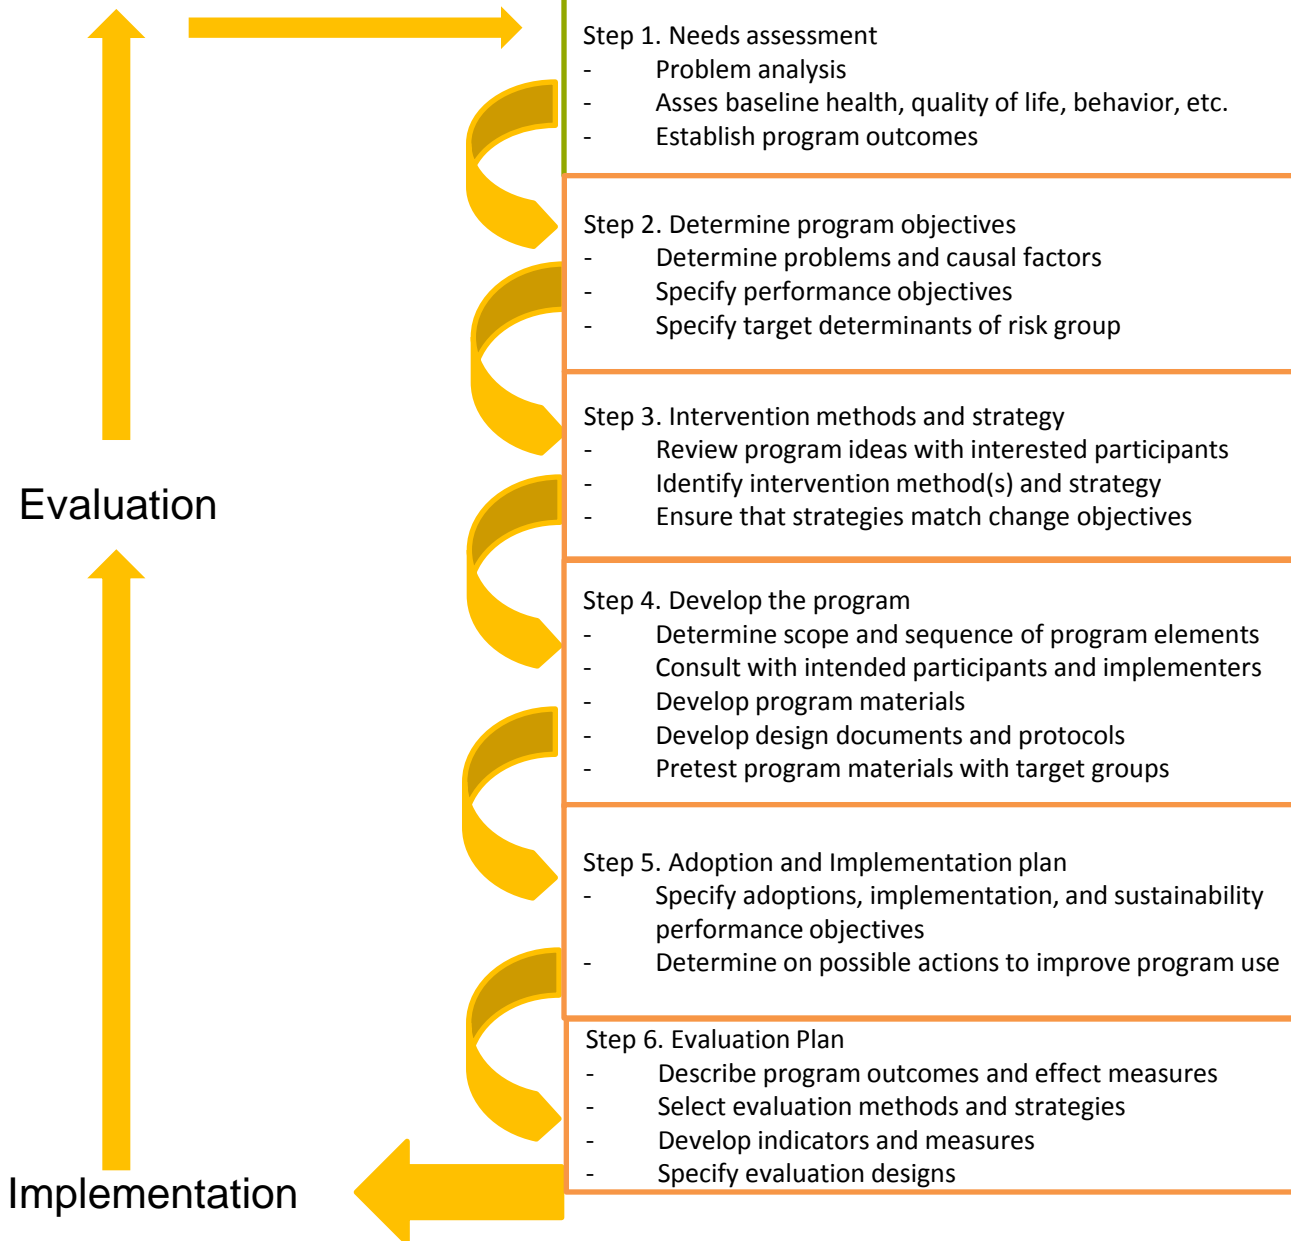 Step 1. Needs assessment
- Problem analysis
- Asses baseline health, quality of life, behavior, etc.
- Establish program outcomes
Step 2. Determine program objectives
- Determine problems and causal factors
- Specify performance objectives
- Specify target determinants of risk group
Step 3. Intervention methods and strategy
- Review program ideas with interested participants
- Identify intervention method(s) and strategy
- Ensure that strategies match change objectives
Step 4. Develop the program
- Determine scope and sequence of program elements
- Consult with intended participants and implementers
- Develop program materials
- Develop design documents and protocols
- Pretest program materials with target groups
Step 5. Adoption and Implementation plan
- Specify adoptions, implementation, and sustainability
performance objectives
- Determine on possible actions to improve program use
Step 6. Evaluation Plan
- Describe program outcomes and effect measures
- Select evaluation methods and strategies
- Develop indicators and measures
- Specify evaluation designs
Implementation
Evaluation